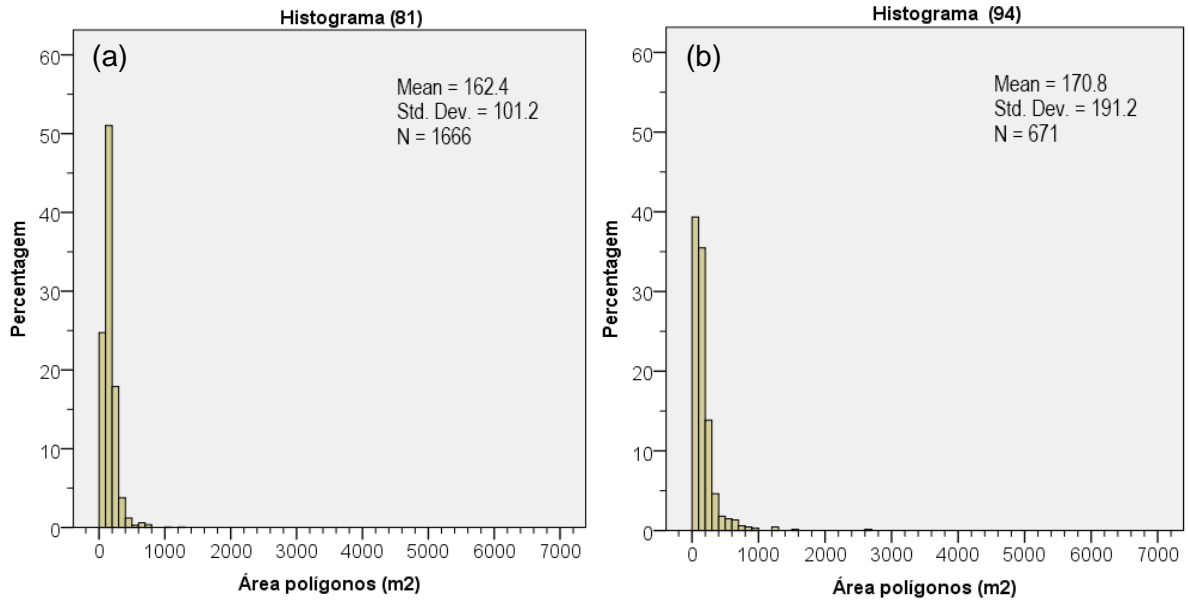 Histograma (81)
(a)
Mean = 162.4
Std. Dev. = 101.2
N = 1666
Percentagem
60
50
40
30
20
10
0
0 1000 2000 3000 4000 5000 6000 7000
Área polígonos (m2)
Histograma (94)
(b)
Mean = 170.8
Std. Dev. = 191.2
N = 671
Percentagem
60
50
40
30
20
10
0
0 1000 2000 3000 4000 5000 6000 7000
Área polígonos (m2)